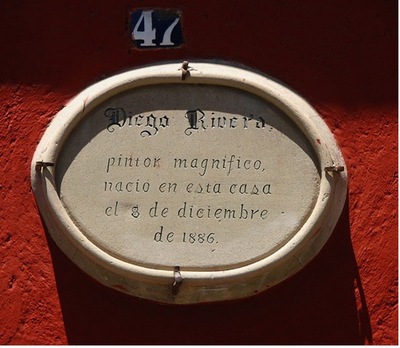 47
Diego Rivera,
pintor magnifico,
nacio en esta casa
el 8 de diciembre
de 1886.